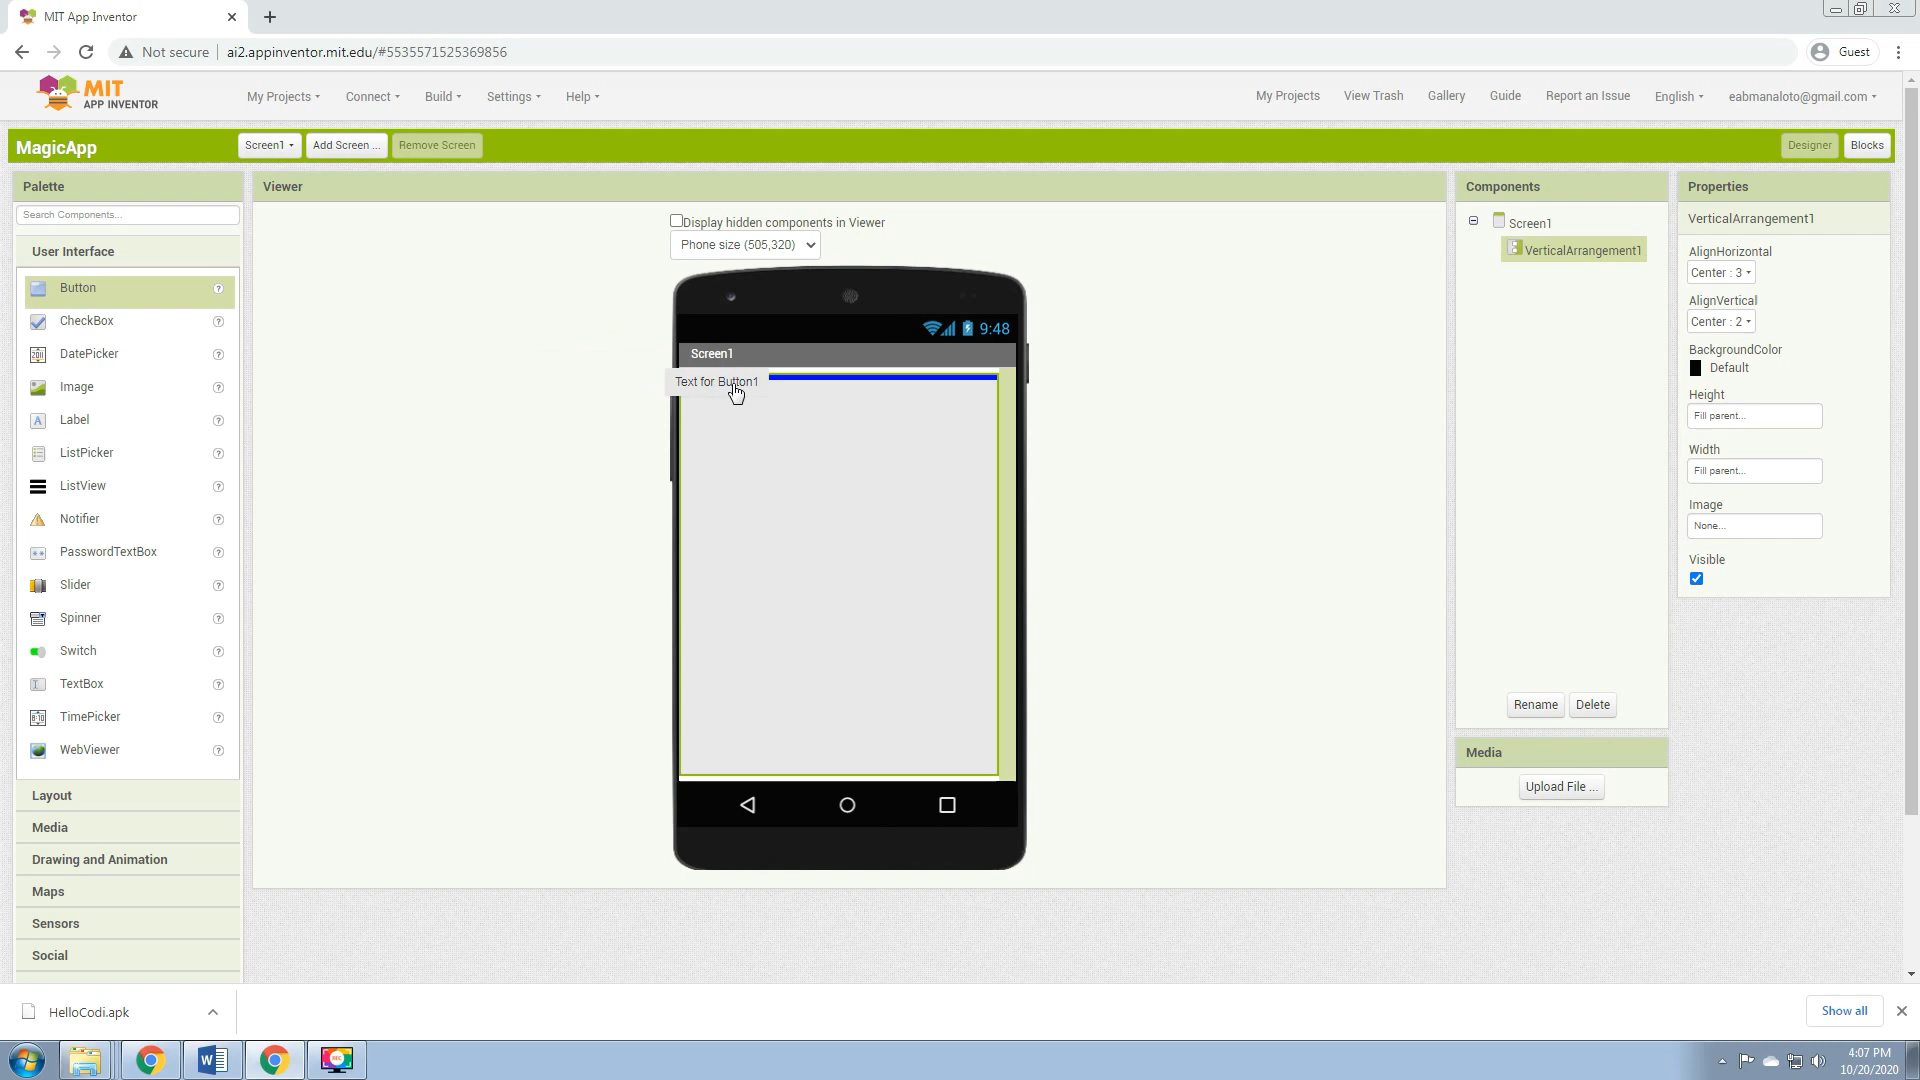 MIT App Inventor
Not secure
ai2.appinventor.mit.edu/#5535571525369856
Guest
MIT
APP INVENTOR
My Projects
Connect
Build
Settings
Help
My Projects
View Trash
Gallery
Guide
Report an Issue
English
eabmanaloto@gmail.com
MagicApp
Screen1
Add Screen ...
Remove Screen
Designer
Blocks
Palette
Search Components...
User Interface
Button
CheckBox
DatePicker
Image
Label
ListPicker
ListView
Notifier
PasswordTextBox
Slider
Spinner
Switch
TextBox
TimePicker
WebViewer
Layout
Media
Drawing and Animation
Maps
Sensors
Social
Viewer
Display hidden components in Viewer
Phone size (505,320)
9:48
Screen1
Text for Button1
Components
Screen1
VerticalArrangement1
Rename
Delete
Media
Upload File ...
Properties
VerticalArrangement1
AlignHorizontal
Center : 3
AlignVertical
Center : 2
BackgroundColor
Default
Height
Fill parent...
Width
Fill parent...
Image
None...
Visible
HelloCodi.apk
Show all
4:07 PM
10/20/2020